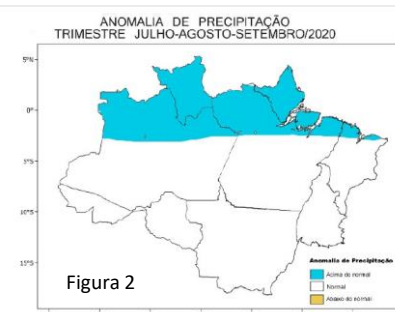 ANOMALIA DE PRECIPITAÇÃO
TRIMESTRE JULHO-AGOSTO-SETEMBRO/2020
5°
0°
5°
10°
15°
Anomalia de Precipitação
Acima do normal
Normal
Abaixo do normal
Figura 2